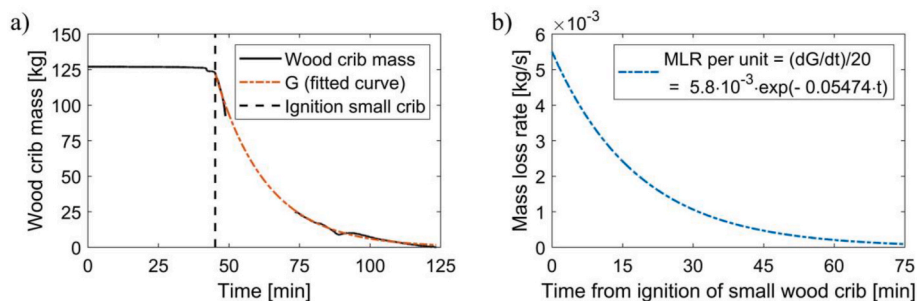 a)
150
125
100
75
50
25
0
Wood crib mass [kg]
Wood crib mass
G (fitted curve)
Ignition small crib
0 25 50 75 100 125
Time [min]
b)
×10⁻³
6
5
4
3
2
1
0
Mass loss rate [kg/s]
MLR per unit = (dG/dt)/20
= 5.8·10⁻³·exp(- 0.05474·t)
0 15 30 45 60 75
Time from ignition of small wood crib [min]